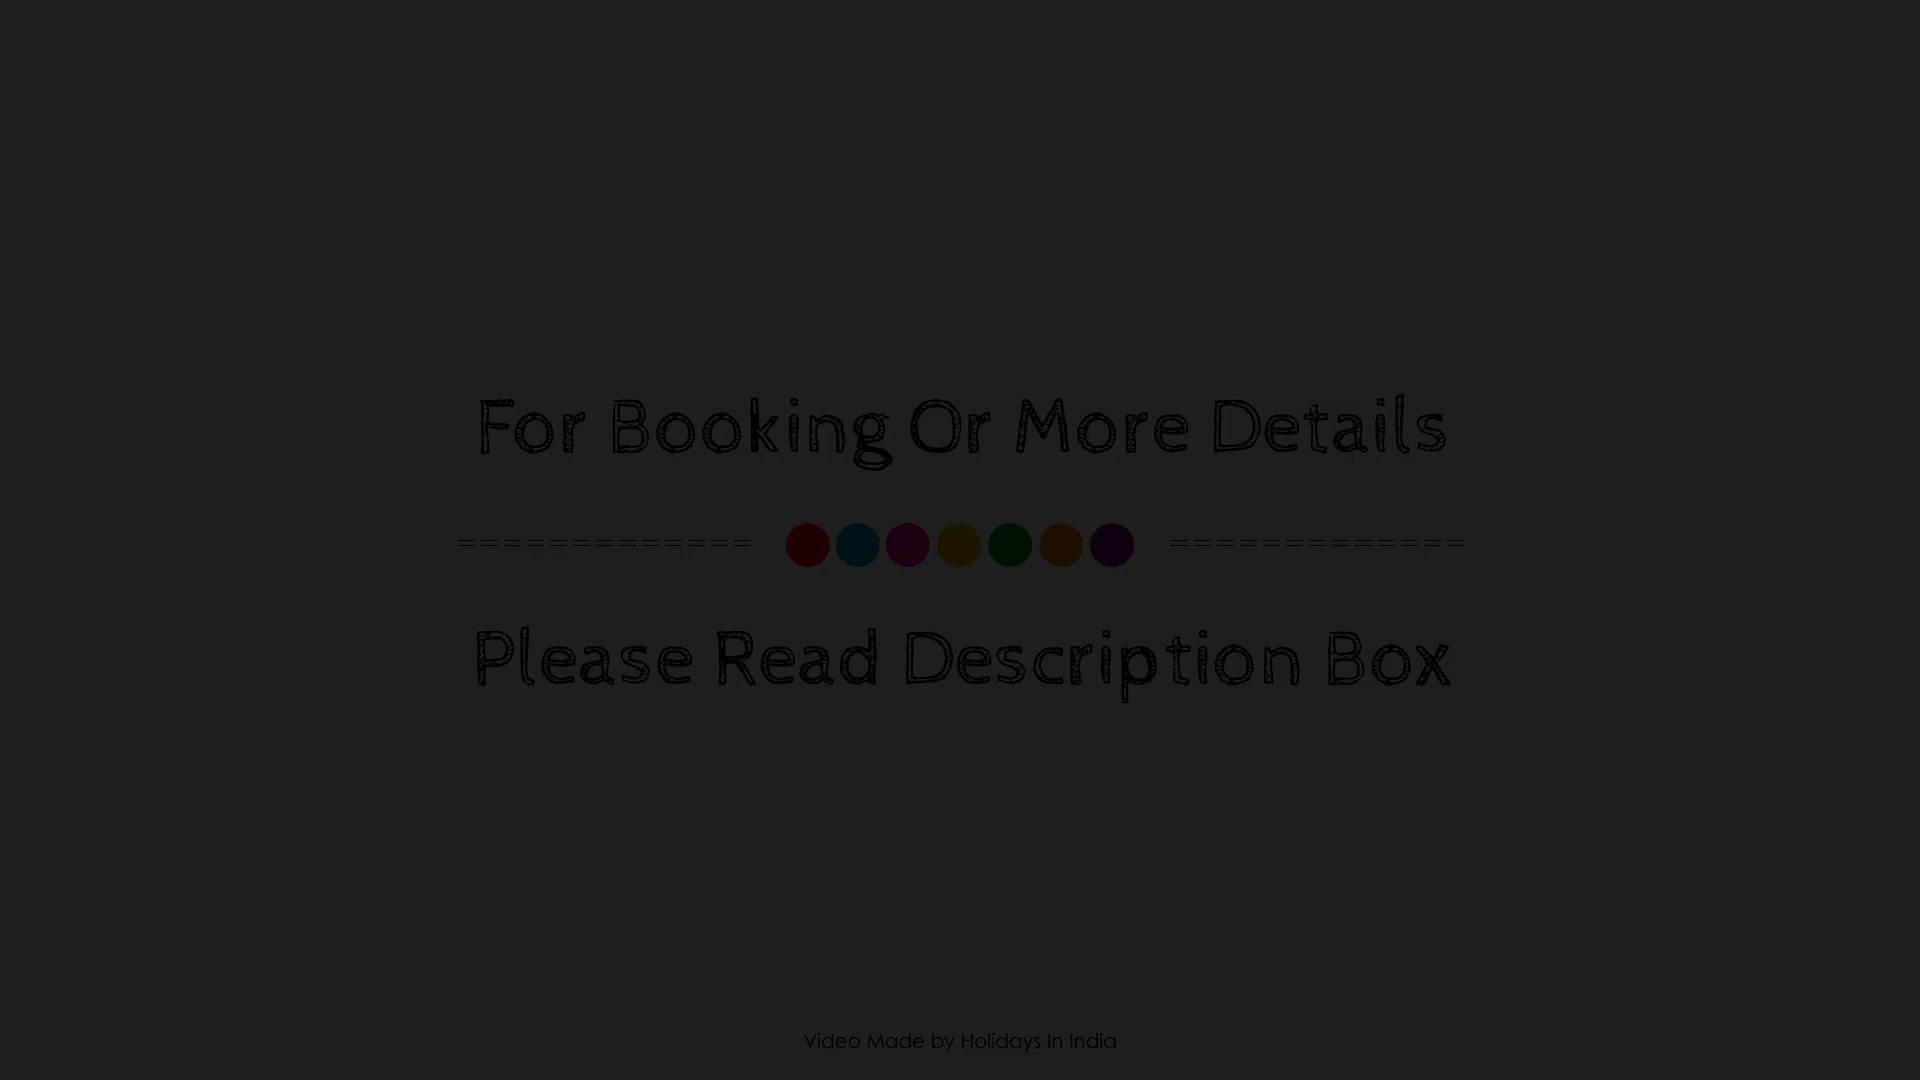 For Booking Or More Details
============= =============
Please Read Description Box
Video Made by Holidays In India